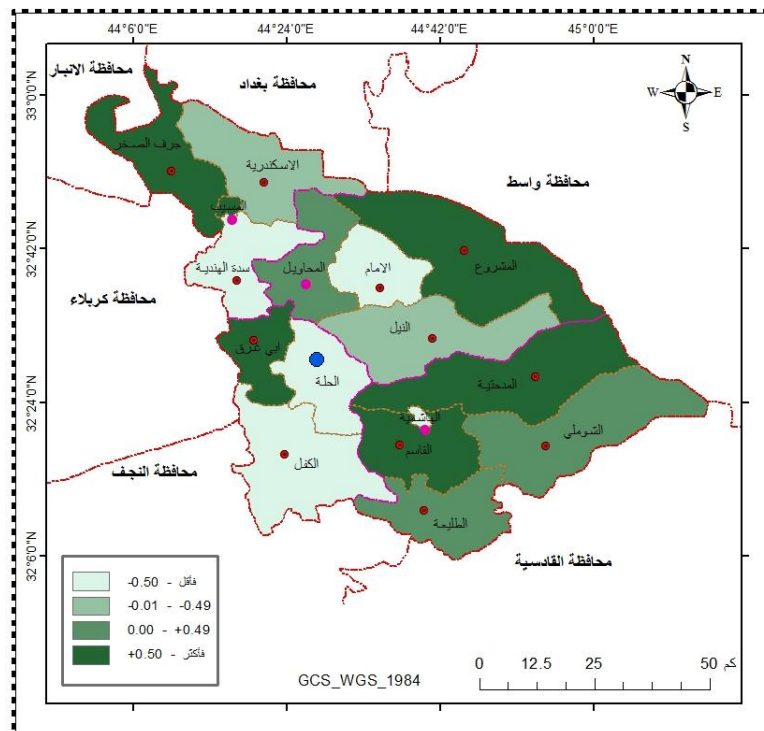 44°6'0"E 44°24'0"E 44°42'0"E 45°0'0"E
محافظة الانبار
محافظة بغداد
N
W E
S
33°0'0"N
جرف الصخر
الاسكندرية
محافظة واسط
المسيب
32°42'0"N
سدة الهندية
المحاويل
الامام
المشروع
محافظة كربلاء
النيل
ابي غرق
الحلة
المدحتية
32°24'0"N
الهاشمية
الشوملي
القاسم
الكفل
محافظة النجف
الطليعة
32°6'0"N
محافظة القادسية
-0.50 - فأقل
-0.01 - -0.49
0.00 - +0.49
+0.50 - فأكثر
0 12.5 25 50 كم
GCS_WGS_1984